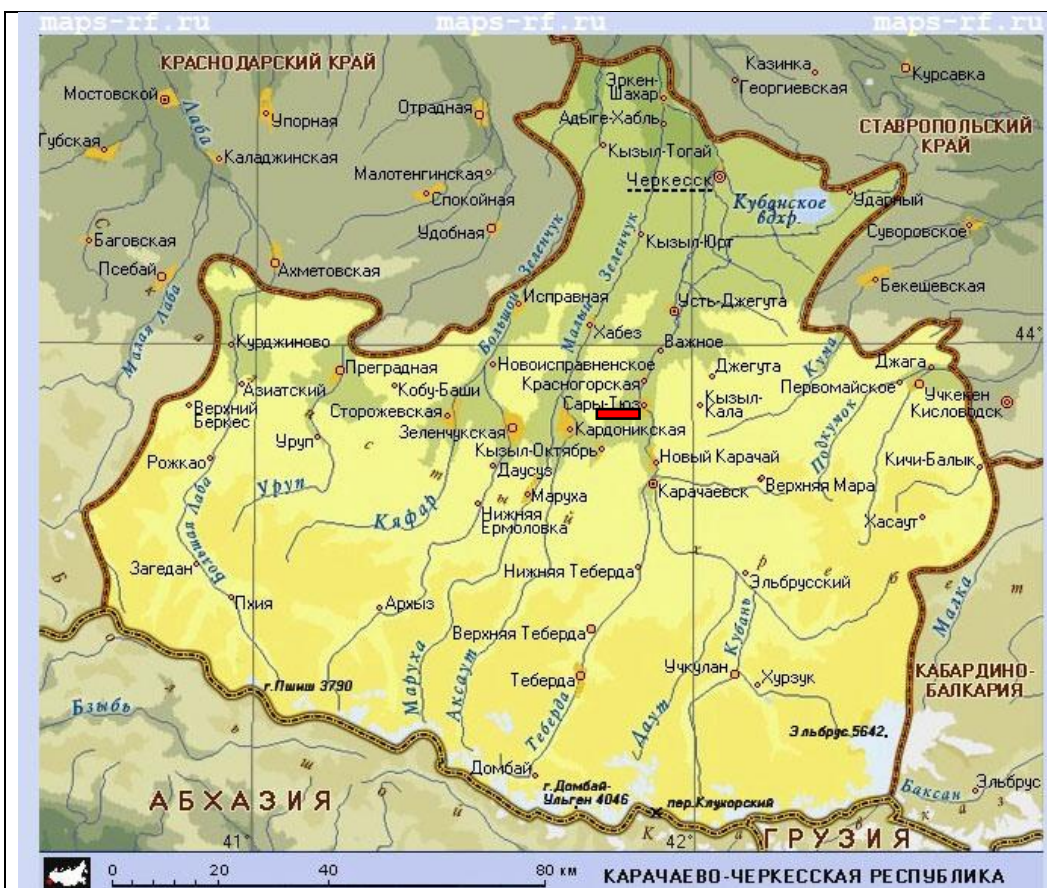 maps-rf.ru maps-rf.ru maps-rf.ru
КРАСНОДАРСКИЙ КРАЙ
Казинка
Курсавка
Георгиевская
Эркен-
Шахар
Мостовской
Лаба
Упорная
Отрадная
Адыге-Хабль
СТАВРОПОЛЬСКИЙ
КРАЙ
Губская
Каладжинская
Кызыл-Тогай
Малотенгинская
Черкесск
Спокойная
Кубанское
вдхр.
Ударный
Удобная
Суворовское
Баговская
Кызыл-Юрт
Псебай
Ахметовская
Большой Зеленчук
Малый Зеленчук
Бекешевская
Малая Лаба
Исправная
Усть-Джегута
Хабез
44°
Курджиново
Важное
Кума
Преградная
Новоисправненское
Джегута
Джага
Азиатский
Кобу-Баши
Красногорская
Первомайское
Учкекен
Верхний
Беркес
Сторожевская
Сары-Тюз
Кызыл-
Кала
Кисловодск
Уруп
Зеленчукская
Кардоникская
Подкумок
Рожкао
Кызыл-Октябрь
Новый Карачай
Кичи-Балык
Даусуз
Уруп
Большая Лаба
Маруха
Карачаевск
Верхняя Мара
Кяфар
Нижняя
Ермоловка
Хасаут
Загедан
Нижняя Теберда
Эльбрусский
Пхия
Архыз
Кубань
Малка
Верхняя Теберда
Маруха
Аксаут
Теберда
Учкулан
Хурзук
КАБАРДИНО-
БАЛКАРИЯ
г.Пшиш 3790
Бзыбь
Теберда
Даут
Эльбрус 5642
Домбай
г.Домбай-
Ульген 4046
пер.Клухорский
Баксан
Эльбрус
АБХАЗИЯ
ГРУЗИЯ
41°
42°
0 20 40 80 км
КАРАЧАЕВО-ЧЕРКЕССКАЯ РЕСПУБЛИКА